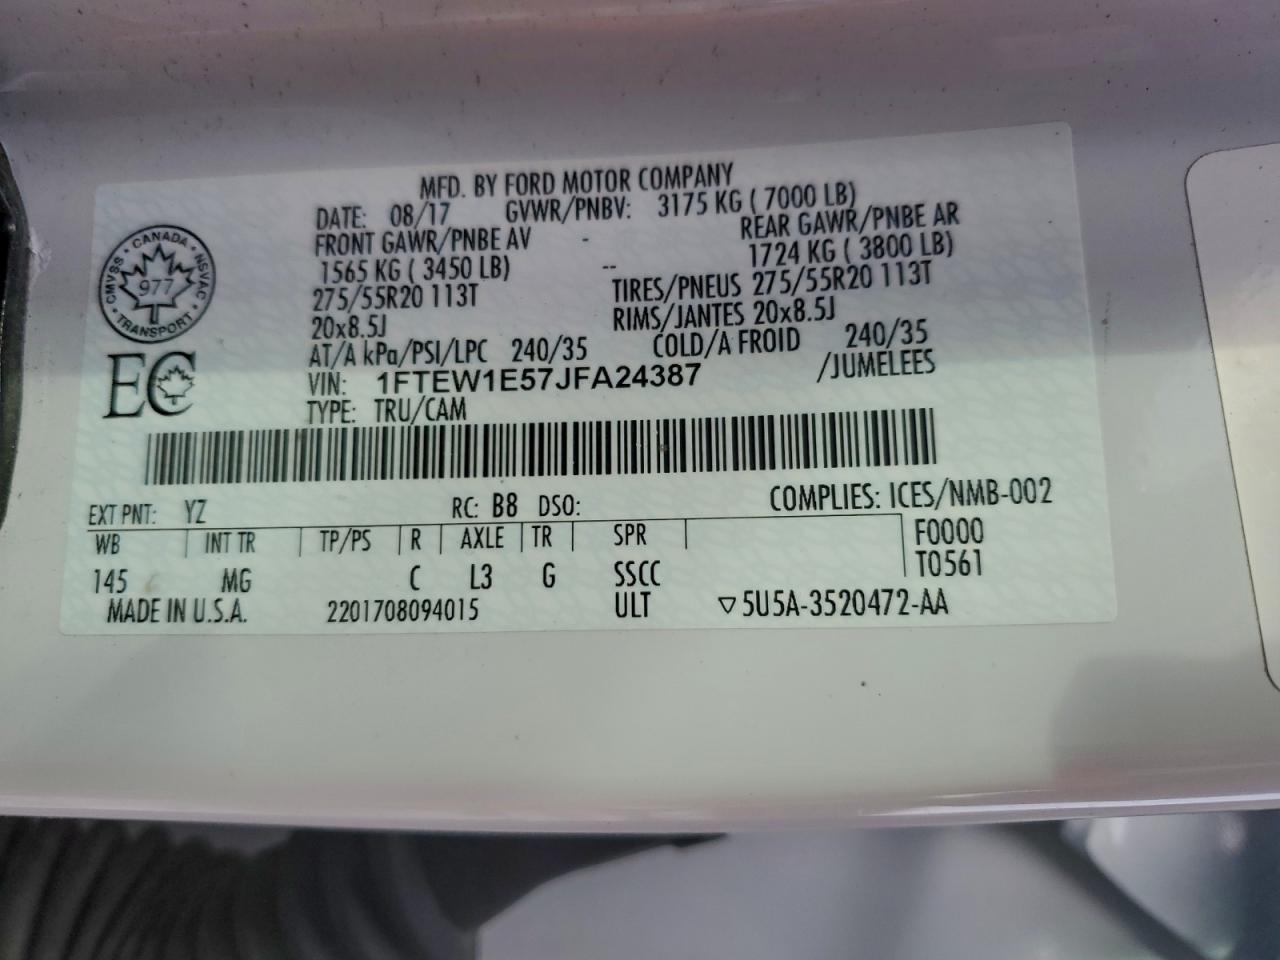 MFD. BY FORD MOTOR COMPANY
DATE: 08/17 GVWR/PNBV: 3175 KG ( 7000 LB)
FRONT GAWR/PNBE AV - REAR GAWR/PNBE AR
1565 KG ( 3450 LB) -- 1724 KG ( 3800 LB)
275/55R20 113T TIRES/PNEUS 275/55R20 113T
20x8.5J RIMS/JANTES 20x8.5J
AT/A kPa/PSI/LPC 240/35 COLD/A FROID 240/35
VIN: 1FTEW1E57JFA24387 /JUMELEES
TYPE: TRU/CAM
CANADA
CMVSS · NSVAC
977
TRANSPORT
EC
EXT PNT: YZ RC: B8 DSO: COMPLIES: ICES/NMB-002
WB INT TR TP/PS R AXLE TR SPR F0000
T0561
145 MG C L3 G SSCC
MADE IN U.S.A. 2201708094015 ULT ▽5U5A-3520472-AA